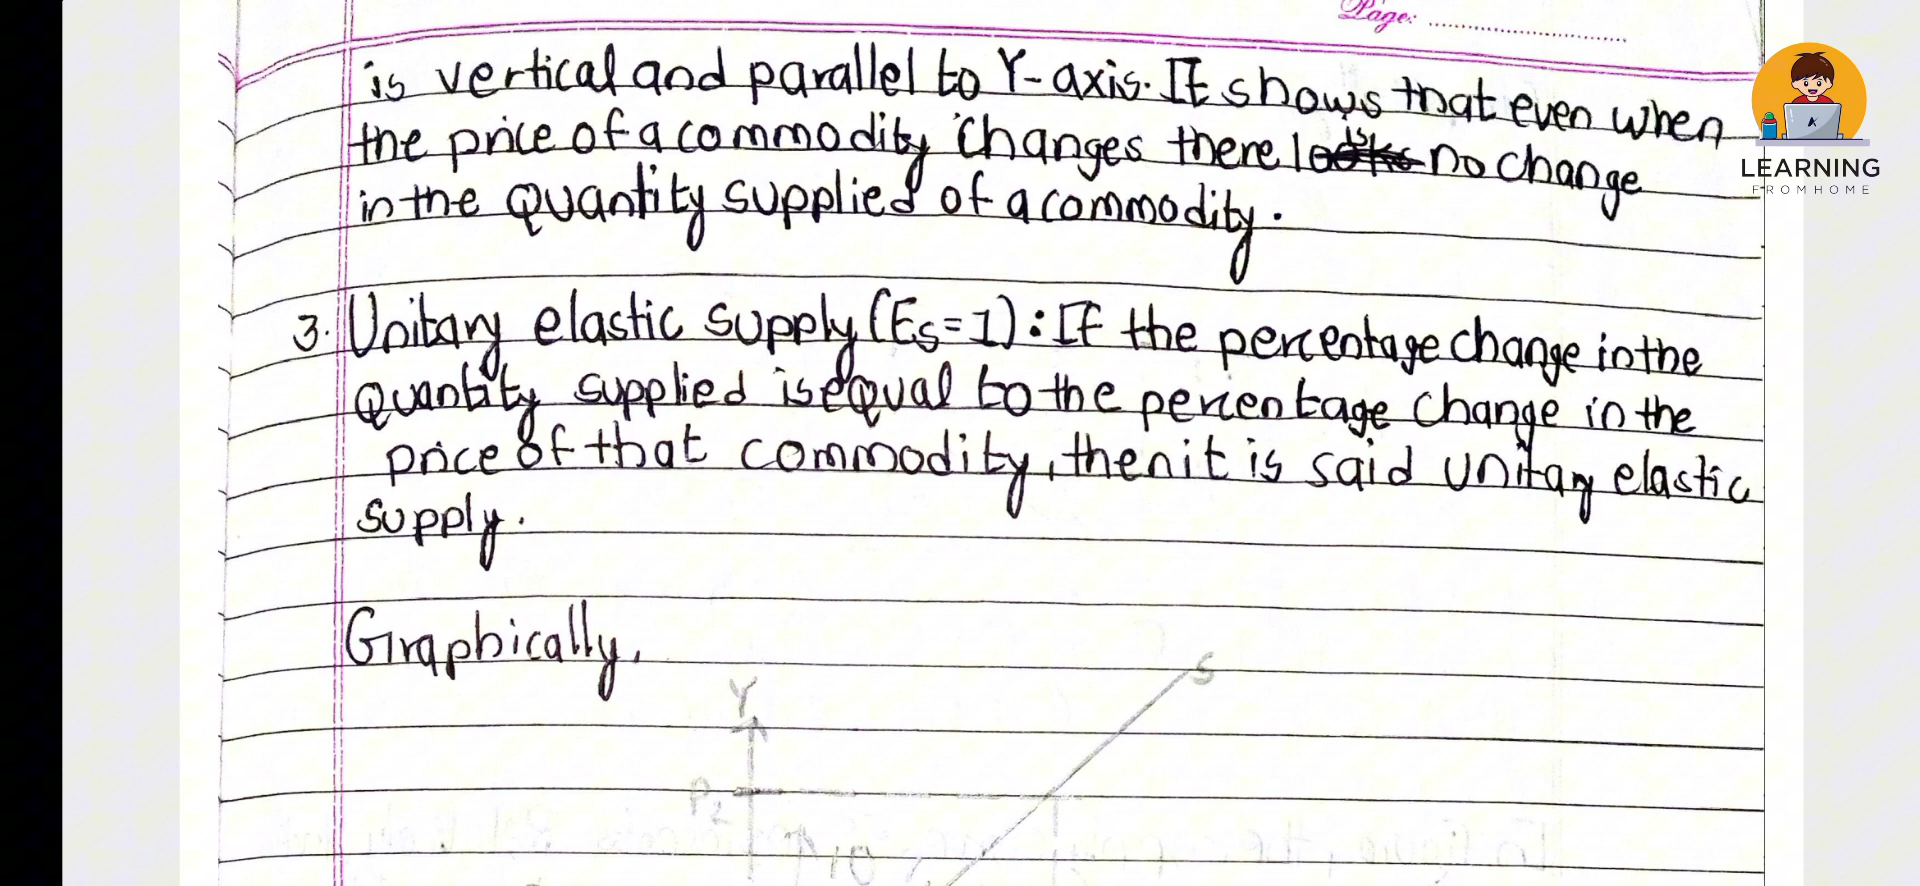 Page: ..............................
is vertical and parallel to Y-axis. It shows that even when
the price of a commodity changes there is no change
in the quantity supplied of a commodity.
3. Unitary elastic supply (Es=1): If the percentage change in the
quantity supplied is equal to the percentage change in the
price of that commodity, then it is said unitary elastic
supply.
Graphically,
S
Y
P2
10
LEARNING
FROMHOME